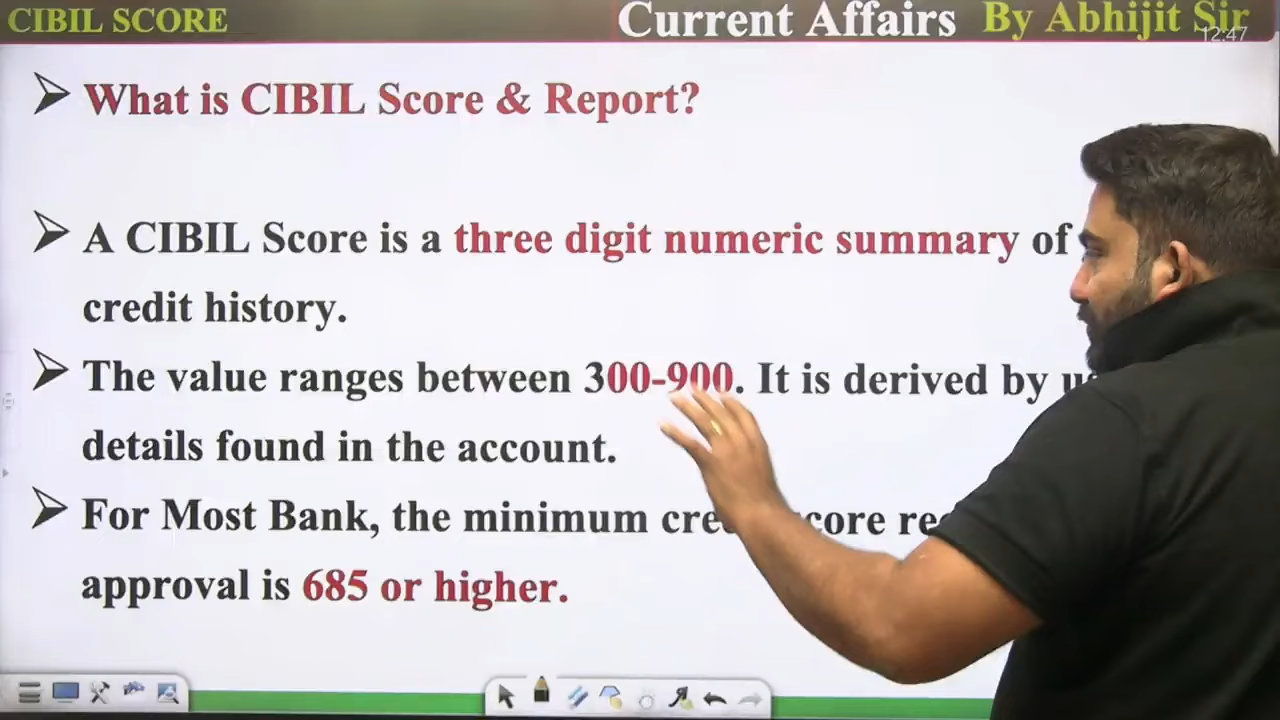 CIBIL SCORE
Current Affairs By Abhijit Sir
12:47
What is CIBIL Score & Report?
A CIBIL Score is a three digit numeric summary of
credit history.
The value ranges between 300-900. It is derived by
details found in the account.
For Most Bank, the minimum score
approval is 685 or higher.